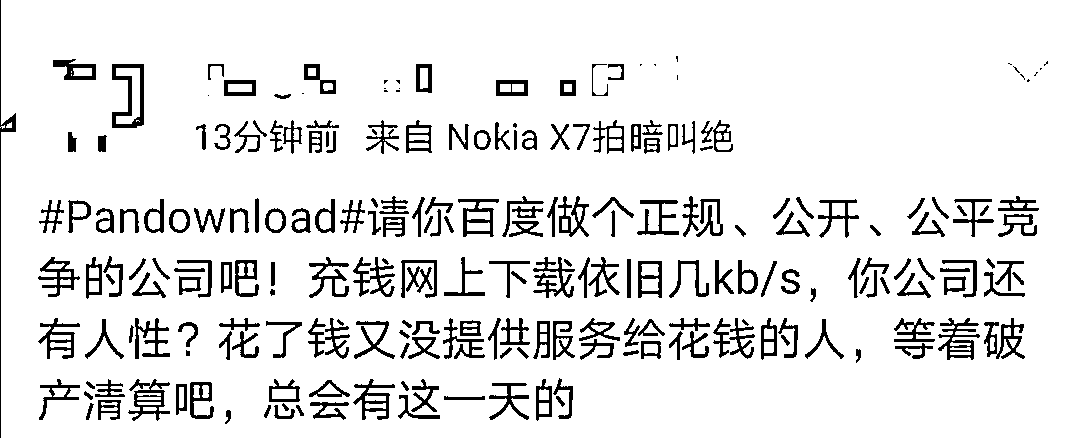 13分钟前 来自 Nokia X7拍暗叫绝
#Pandownload#请你百度做个正规、公开、公平竞
争的公司吧！充钱网上下载依旧几kb/s，你公司还
有人性？花了钱又没提供服务给花钱的人，等着破
产清算吧，总会有这一天的